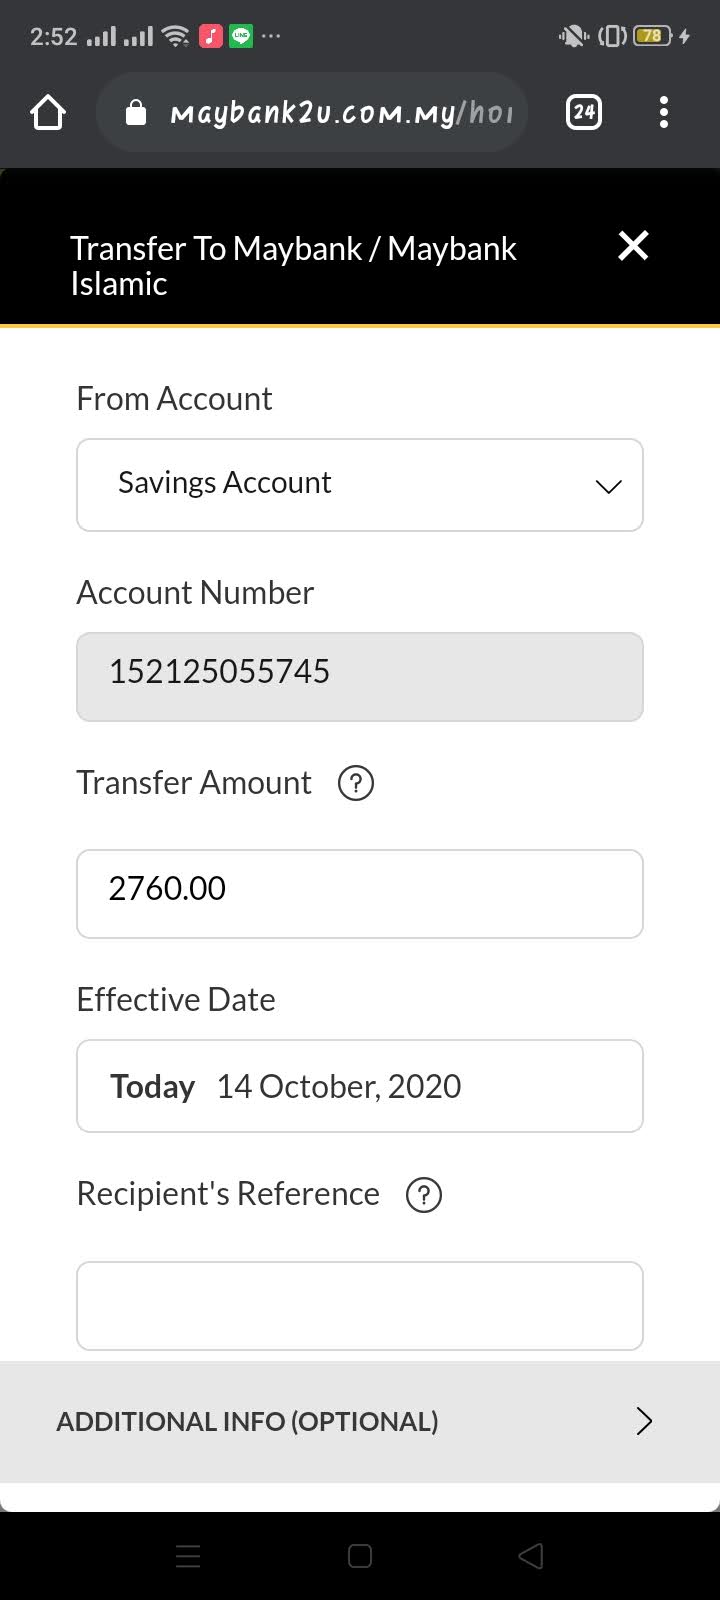 2:52
LINE
78
maybank2u.com.my/ho
24
Transfer To Maybank / Maybank
Islamic
From Account
Savings Account
Account Number
152125055745
Transfer Amount ?
2760.00
Effective Date
Today 14 October, 2020
Recipient's Reference ?
ADDITIONAL INFO (OPTIONAL)